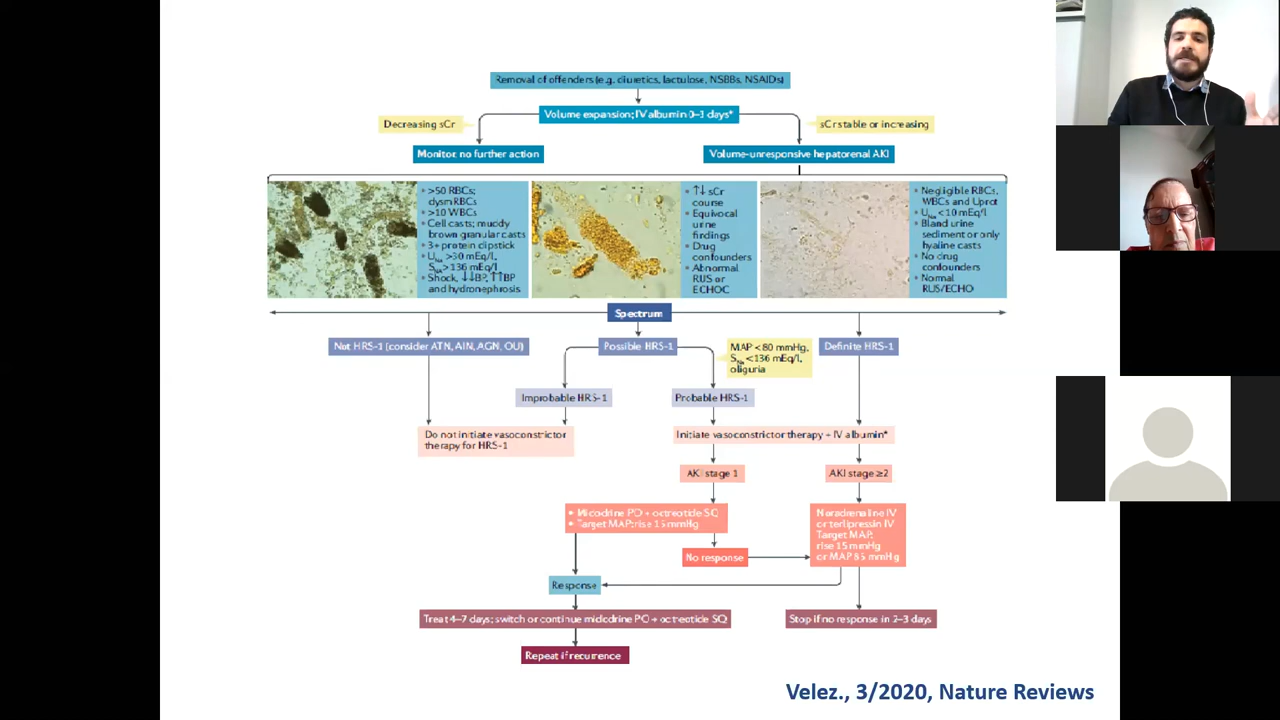 Removal of offenders (e.g. diuretics, lactulose, NSBBs, NSAIDs)
Volume expansion; IV albumin 0–3 days*
Decreasing sCr
sCr stable or increasing
Monitor; no further action
Volume-unresponsive hepatorenal AKI
• >50 RBCs;
dysmRBCs
• >10 WBCs
• Cell casts; muddy
brown granular casts
• 3+ protein dipstick
• UNa >30 mEq/l,
SNa >136 mEq/l
• Shock, ↓↓BP, ↑↑BP
and hydronephrosis
• ↑↓ sCr
course
• Equivocal
urine
findings
• Drug
confounders
• Abnormal
RUS or
ECHOC
• Negligible RBCs,
WBCs and Uprot
• UNa <10 mEq/l
• Bland urine
sediment or only
hyaline casts
• No drug
confounders
• Normal
RUS/ECHO
Spectrum
Not HRS-1 (consider ATN, AIN, AGN, OU)
Possible HRS-1
MAP <80 mmHg,
SNa <136 mEq/l,
oliguria
Definite HRS-1
Improbable HRS-1
Probable HRS-1
Do not initiate vasoconstrictor
therapy for HRS-1
Initiate vasoconstrictor therapy + IV albumin*
AKI stage 1
AKI stage ≥2
• Midodrine PO + octreotide SQ
• Target MAP: rise 15 mmHg
Noradrenaline IV
or terlipressin IV
Target MAP:
rise 15 mmHg
or MAP 85 mmHg
No response
Response
Treat 4–7 days; switch or continue midodrine PO + octreotide SQ
Stop if no response in 2–3 days
Repeat if recurrence
Velez., 3/2020, Nature Reviews